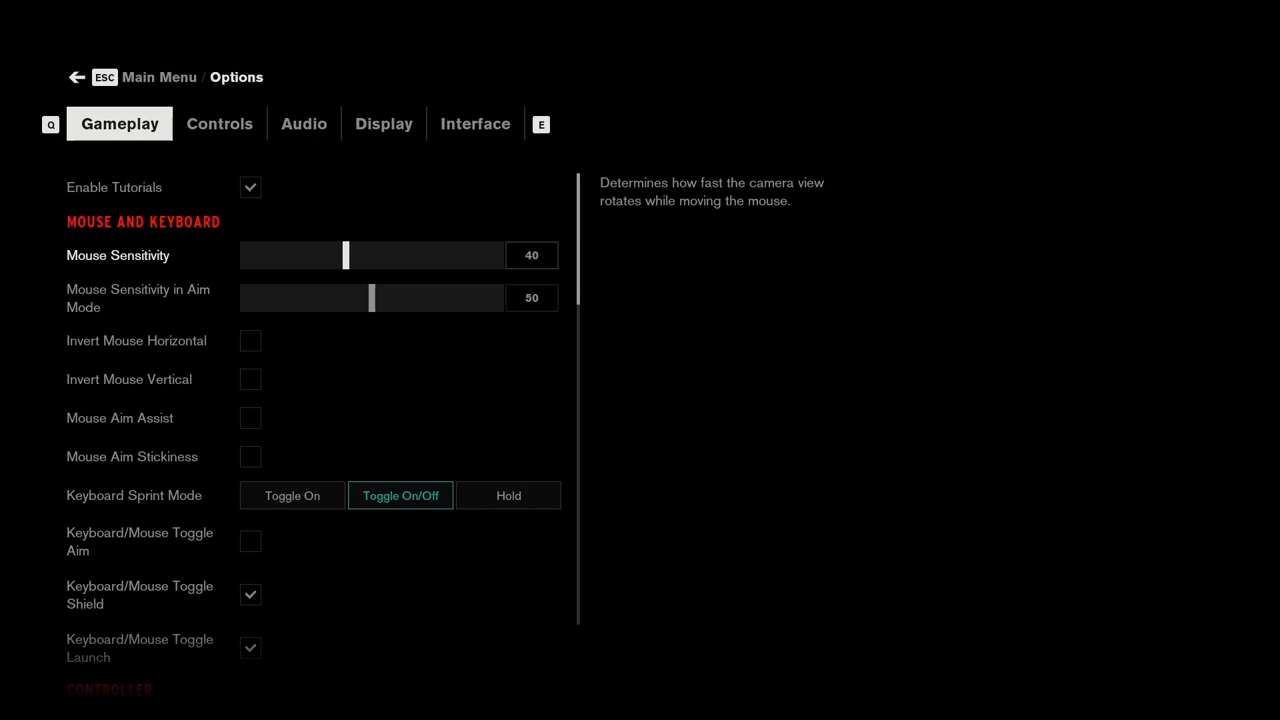 ESC Main Menu / Options
Q Gameplay Controls Audio Display Interface E
Enable Tutorials
Determines how fast the camera view
rotates while moving the mouse.
MOUSE AND KEYBOARD
Mouse Sensitivity 40
Mouse Sensitivity in Aim
Mode
50
Invert Mouse Horizontal
Invert Mouse Vertical
Mouse Aim Assist
Mouse Aim Stickiness
Keyboard Sprint Mode Toggle On Toggle On/Off Hold
Keyboard/Mouse Toggle
Aim
Keyboard/Mouse Toggle
Shield
Keyboard/Mouse Toggle
Launch
CONTROLLER